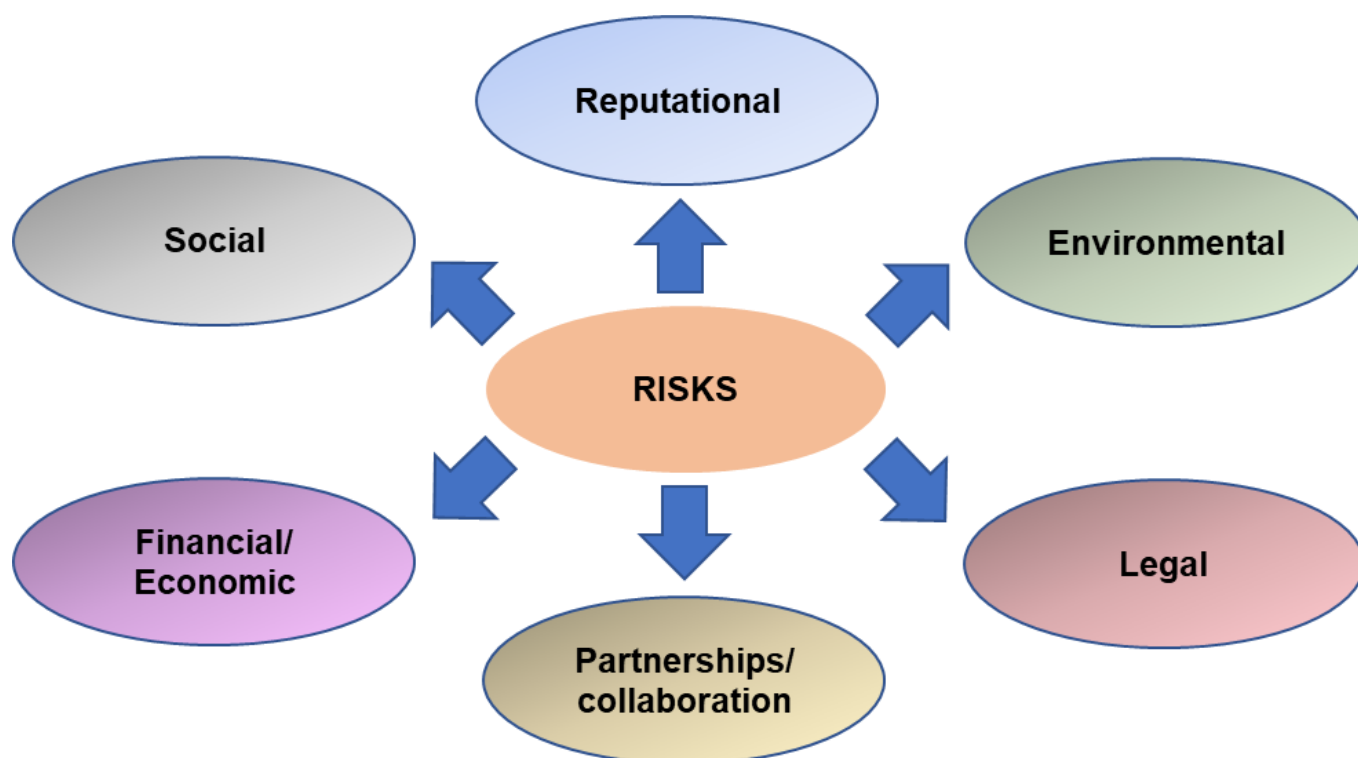 Reputational
Social
Environmental
RISKS
Financial/
Economic
Legal
Partnerships/
collaboration